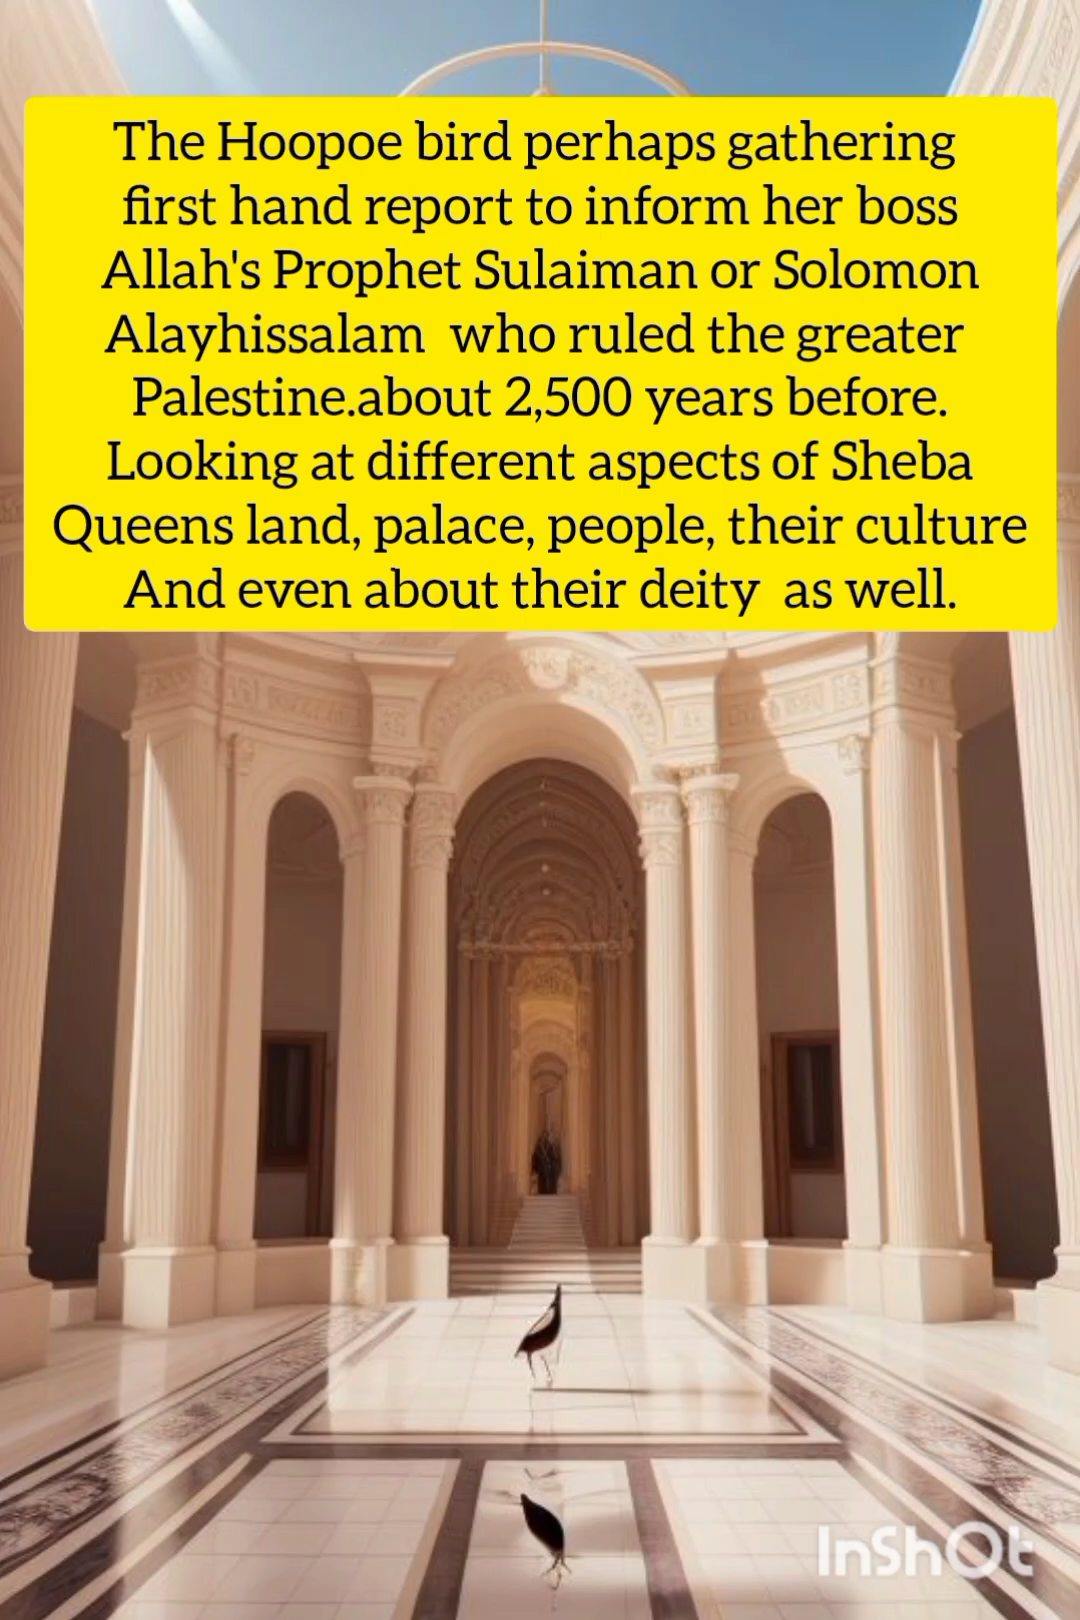 The Hoopoe bird perhaps gathering
first hand report to inform her boss
Allah's Prophet Sulaiman or Solomon
Alayhissalam  who ruled the greater
Palestine.about 2,500 years before.
Looking at different aspects of Sheba
Queens land, palace, people, their culture
And even about their deity  as well.
InShOt